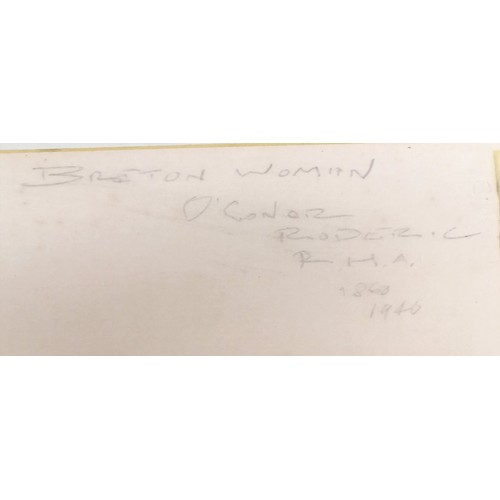 BRETON WOMAN
O'CONOR
RODERIC
R.H.A.
1860
1940